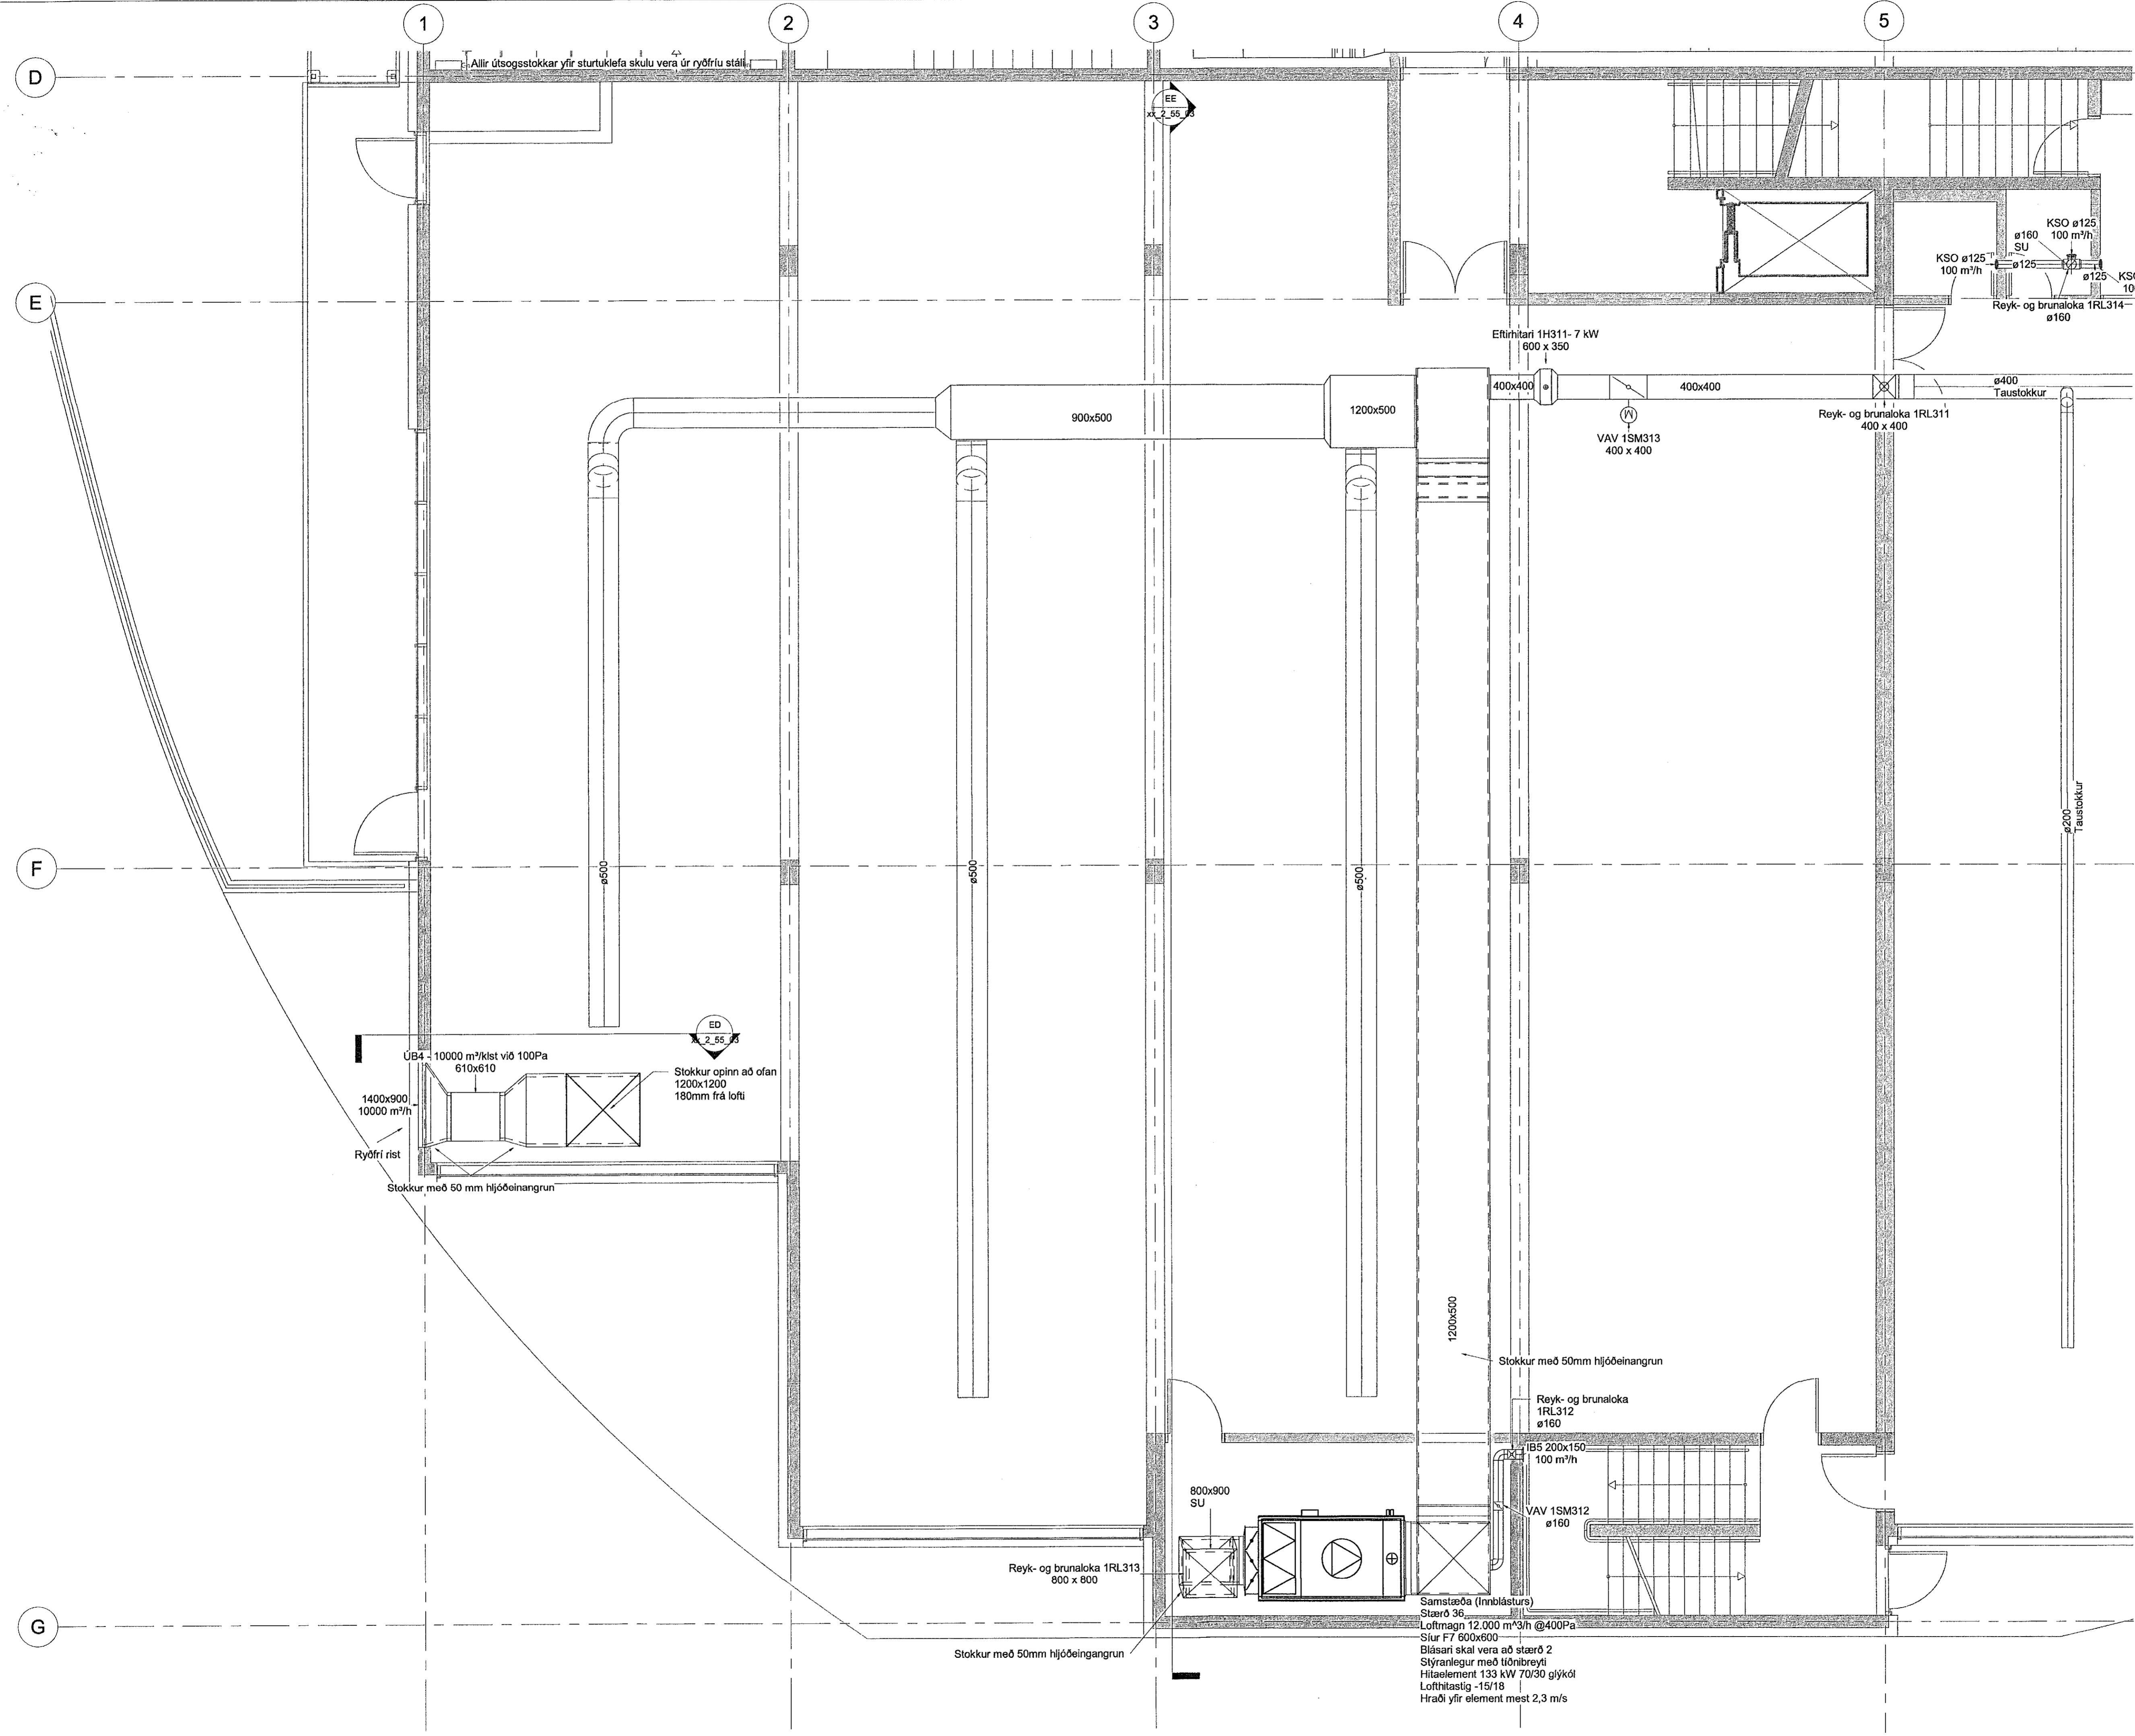 1
2
3
4
5
D
Allir útsogsstokkar yfir sturtuklefa skulu vera úr ryðfríu stáli.
EE
xx_2_55_03
KSO ø125
100 m³/h
ø160
SU
KSO ø125
100 m³/h
ø125
ø125
E
Reyk- og brunaloka 1RL314
ø160
Eftirhitari 1H311- 7 kW
600 x 350
900x500
1200x500
400x400
400x400
ø400
Taustokkur
VAV 1SM313
400 x 400
M
Reyk- og brunaloka 1RL311
400 x 400
ø200
Taustokkur
F
ø500
ø500
ø500
ED
xx_2_55_03
ÚB4 - 10000 m³/klst við 100Pa
610x610
Stokkur opinn að ofan
1200x1200
180mm frá lofti
1400x900
10000 m³/h
Ryðfrí rist
Stokkur með 50 mm hljóðeinangrun
1200x500
Stokkur með 50mm hljóðeinangrun
Reyk- og brunaloka
1RL312
ø160
IB5 200x150
100 m³/h
800x900
SU
VAV 1SM312
ø160
Reyk- og brunaloka 1RL313
800 x 800
G
Stokkur með 50mm hljóðeingangrun
Samstæða (Innblásturs)
Stærð 36
Loftmagn 12.000 m^3/h @400Pa
Síur F7 600x600
Blásari skal vera að stærð 2
Stýranlegur með tíðnibreyti
Hitaelement 133 kW 70/30 glýkól
Lofthitastig -15/18
Hraði yfir element mest 2,3 m/s